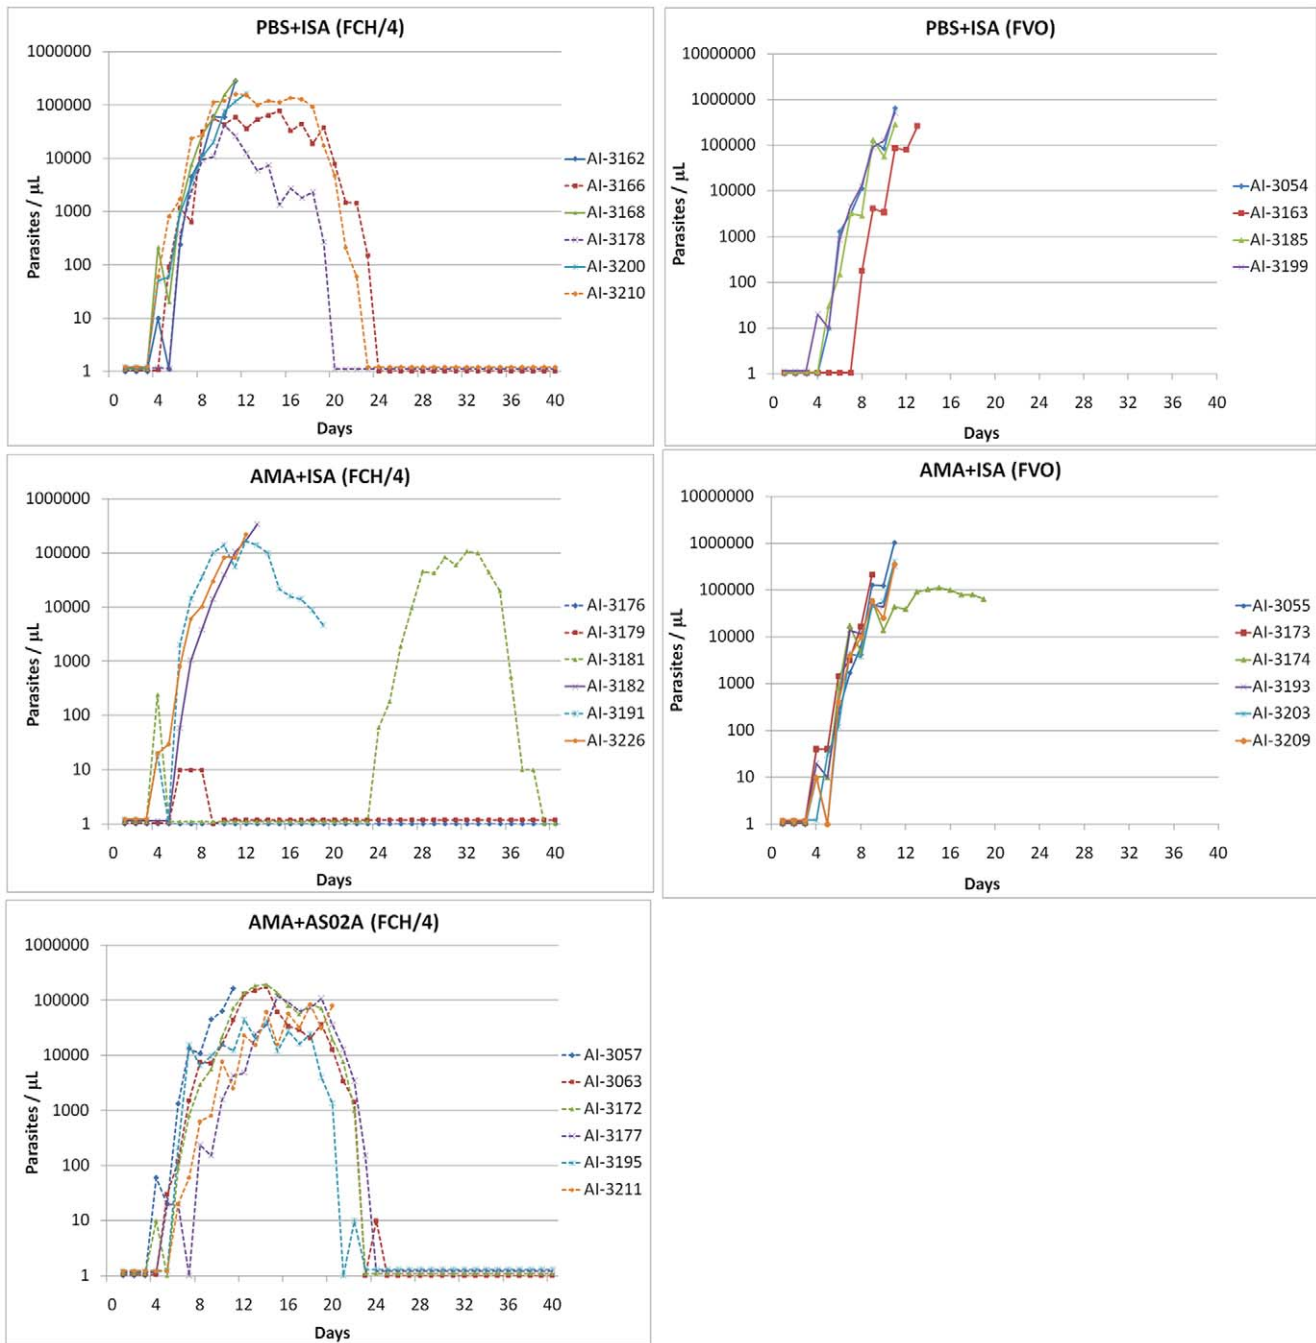 PBS+ISA (FCH/4)
1000000
100000
10000
1000
100
10
1
Parasites / µL
0 4 8 12 16 20 24 28 32 36 40
Days
AI-3162
AI-3166
AI-3168
AI-3178
AI-3200
AI-3210
PBS+ISA (FVO)
10000000
1000000
100000
10000
1000
100
10
1
Parasites / µL
0 4 8 12 16 20 24 28 32 36 40
Days
AI-3054
AI-3163
AI-3185
AI-3199
AMA+ISA (FCH/4)
1000000
100000
10000
1000
100
10
1
Parasites / µL
0 4 8 12 16 20 24 28 32 36 40
Days
AI-3176
AI-3179
AI-3181
AI-3182
AI-3191
AI-3226
AMA+ISA (FVO)
10000000
1000000
100000
10000
1000
100
10
1
Parasites / µL
0 4 8 12 16 20 24 28 32 36 40
Days
AI-3055
AI-3173
AI-3174
AI-3193
AI-3203
AI-3209
AMA+AS02A (FCH/4)
1000000
100000
10000
1000
100
10
1
Parasites / µL
0 4 8 12 16 20 24 28 32 36 40
Days
AI-3057
AI-3063
AI-3172
AI-3177
AI-3195
AI-3211